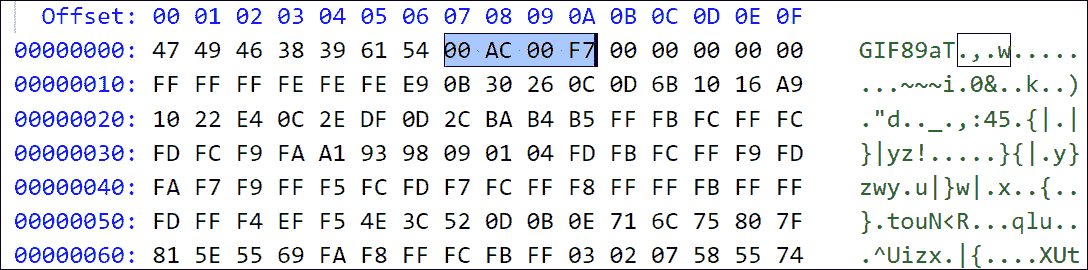 Offset: 00 01 02 03 04 05 06 07 08 09 0A 0B 0C 0D 0E 0F
00000000: 47 49 46 38 39 61 54 00 AC 00 F7 00 00 00 00 00 GIF89aT.,.w.....
00000010: FF FF FF FE FE FE E9 0B 30 26 0C 0D 6B 10 16 A9 ...~~~i.0&..k..)
00000020: 10 22 E4 0C 2E DF 0D 2C BA B4 B5 FF FB FC FF FC ."d.._.,:45.{|.|
00000030: FD FC F9 FA A1 93 98 09 01 04 FD FB FC FF F9 FD }|yz!.....}{|.y}
00000040: FA F7 F9 FF F5 FC FD F7 FC FF F8 FF FF FB FF FF zwy.u|}w|.x..{..
00000050: FD FF F4 EF F5 4E 3C 52 0D 0B 0E 71 6C 75 80 7F }.touN<R...qlu..
00000060: 81 5E 55 69 FA F8 FF FC FB FF 03 02 07 58 55 74 .^Uizx.|{....XUt